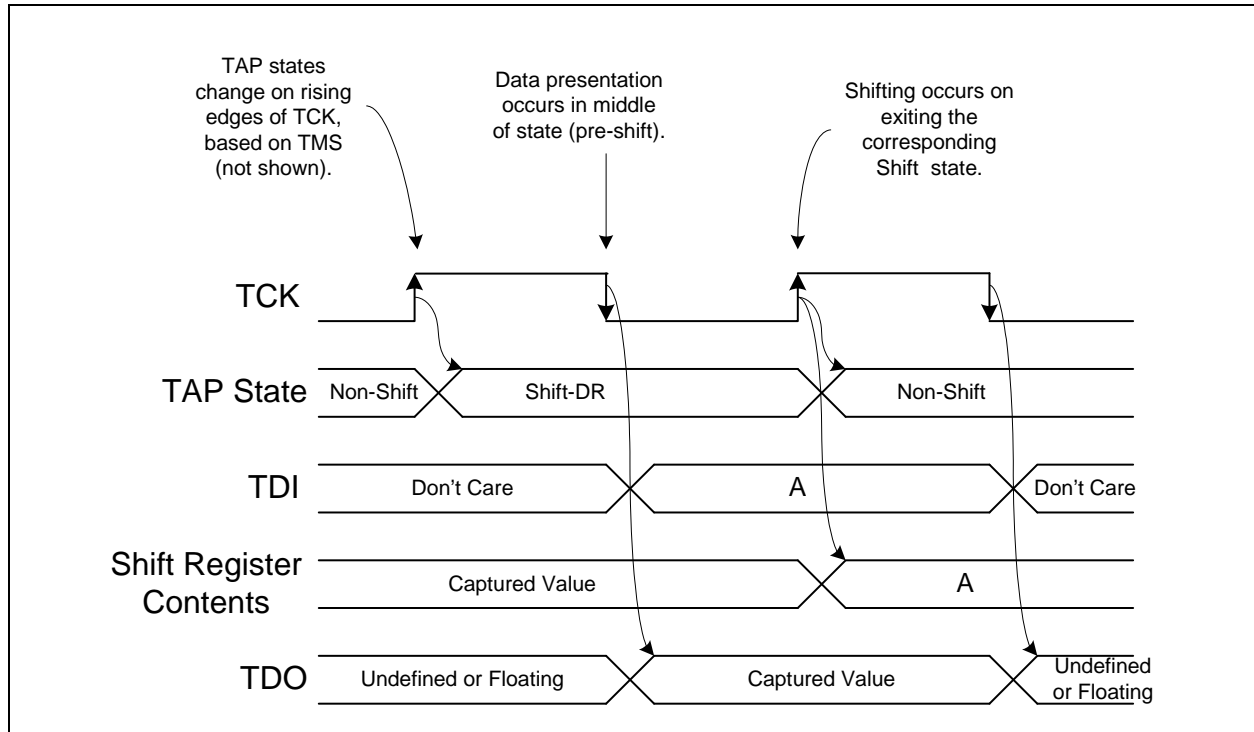 TAP states
change on rising
edges of TCK,
based on TMS
(not shown).
Data presentation
occurs in middle
of state (pre-shift).
Shifting occurs on
exiting the
corresponding
Shift state.
TCK
TAP State
Non-Shift
Shift-DR
Non-Shift
TDI
Don't Care
A
Don't Care
Shift Register
Contents
Captured Value
A
TDO
Undefined or Floating
Captured Value
Undefined
or Floating